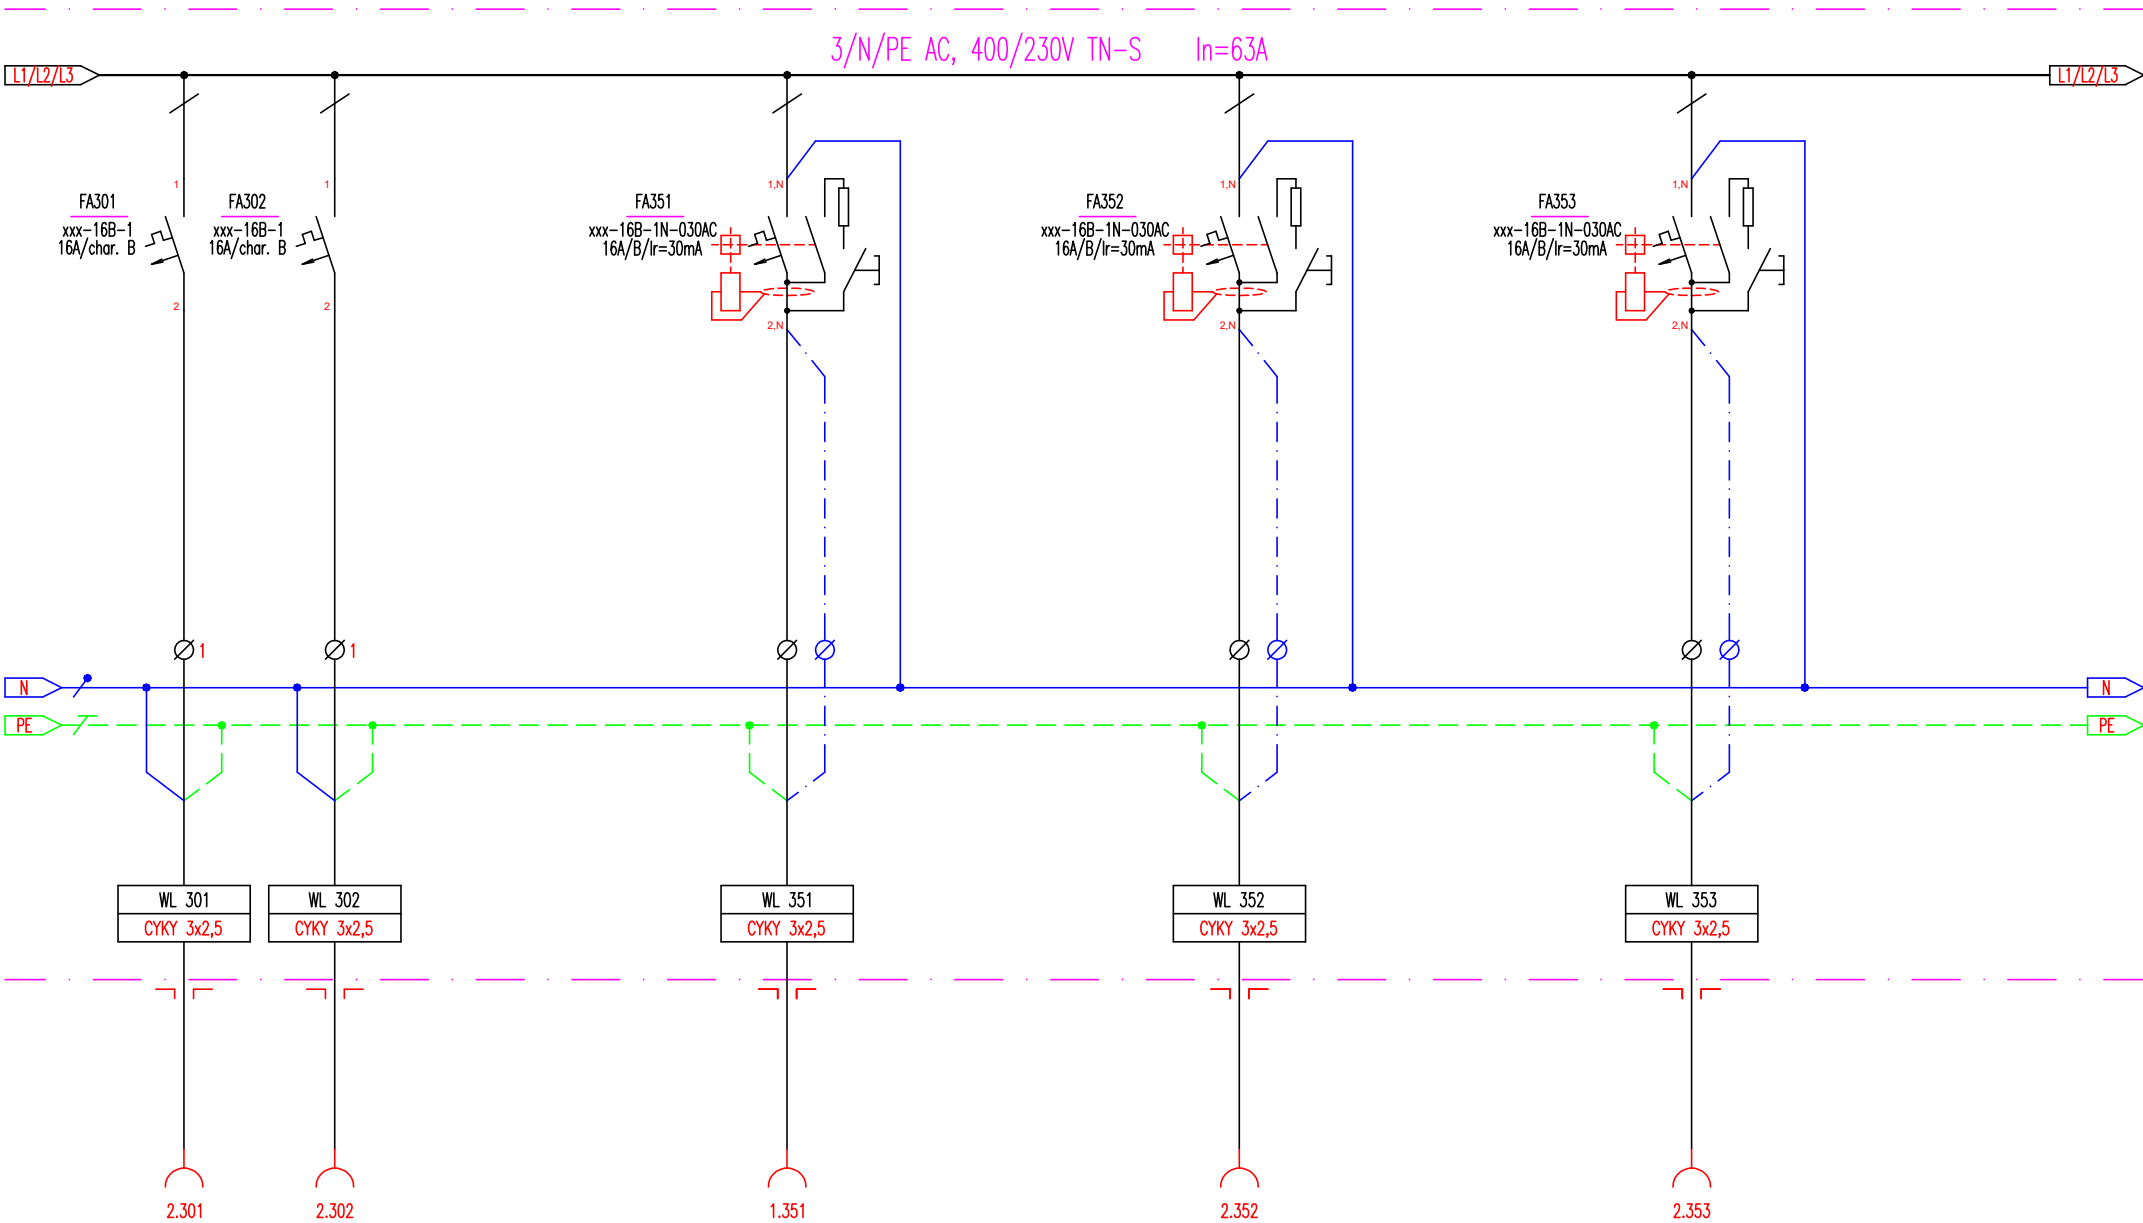 3/N/PE AC, 400/230V TN-S In=63A
L1/L2/L3 L1/L2/L3
1 1 1,N 1,N 1,N
FA301 FA302 FA351 FA352 FA353
xxx-16B-1 xxx-16B-1 xxx-16B-1N-030AC xxx-16B-1N-030AC xxx-16B-1N-030AC
16A/char. B 16A/char. B 16A/B/Ir=30mA 16A/B/Ir=30mA 16A/B/Ir=30mA
2 2 2,N 2,N 2,N
1 1
N N
PE PE
WL 301 WL 302 WL 351 WL 352 WL 353
CYKY 3x2,5 CYKY 3x2,5 CYKY 3x2,5 CYKY 3x2,5 CYKY 3x2,5
2.301 2.302 1.351 2.352 2.353